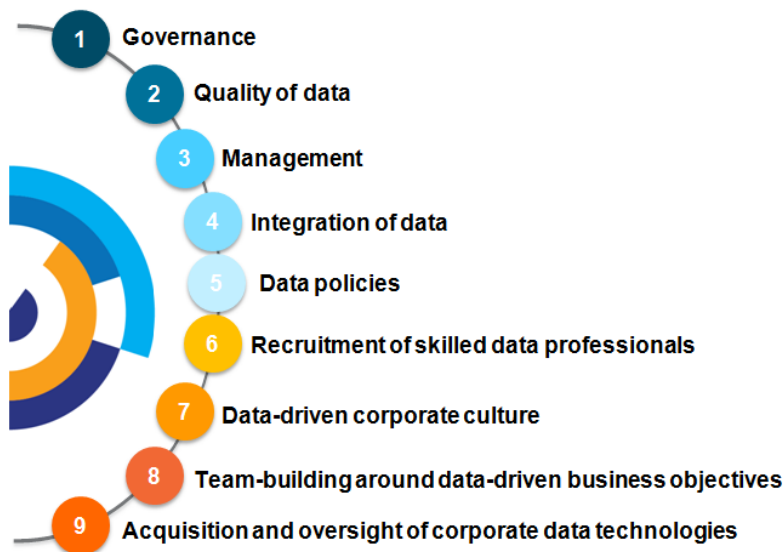 1 Governance
2 Quality of data
3 Management
4 Integration of data
5 Data policies
6 Recruitment of skilled data professionals
7 Data-driven corporate culture
8 Team-building around data-driven business objectives
9 Acquisition and oversight of corporate data technologies